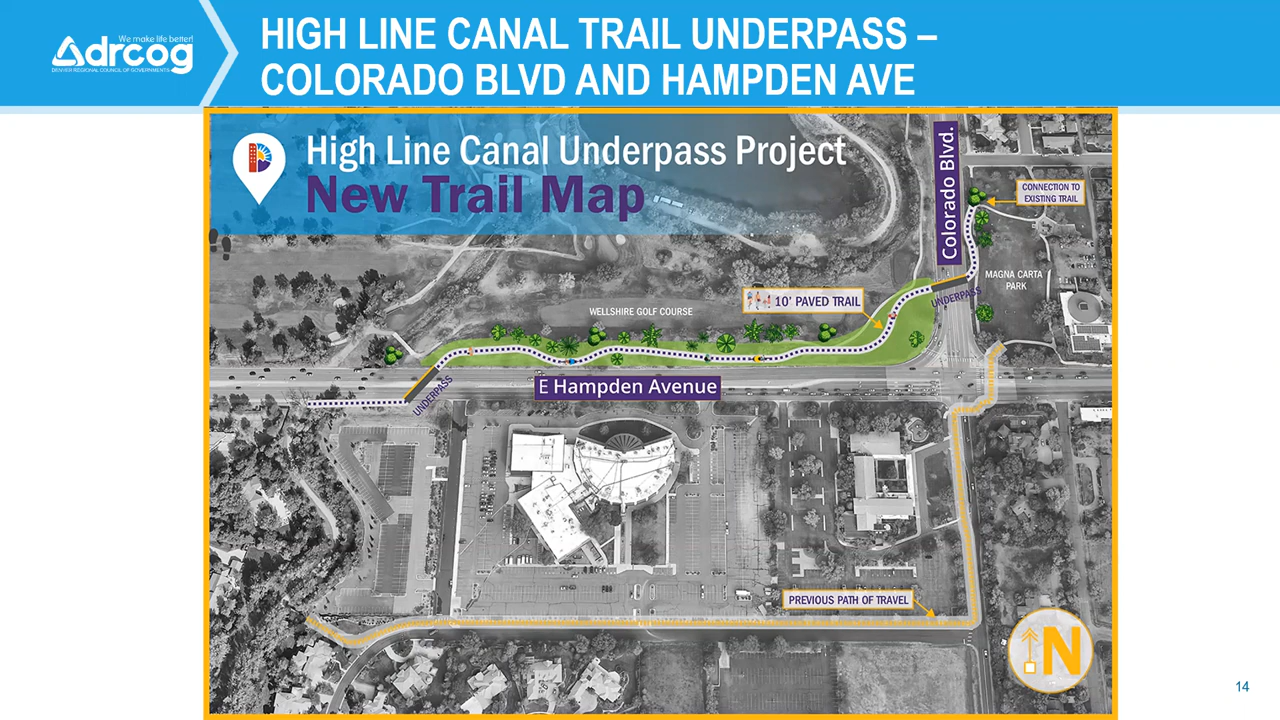 We make life better!
drcog
DENVER REGIONAL COUNCIL OF GOVERNMENTS
HIGH LINE CANAL TRAIL UNDERPASS –
COLORADO BLVD AND HAMPDEN AVE
High Line Canal Underpass Project
New Trail Map
Colorado Blvd.
CONNECTION TO
EXISTING TRAIL
MAGNA CARTA
PARK
UNDERPASS
10' PAVED TRAIL
WELLSHIRE GOLF COURSE
E Hampden Avenue
UNDERPASS
PREVIOUS PATH OF TRAVEL
N
14